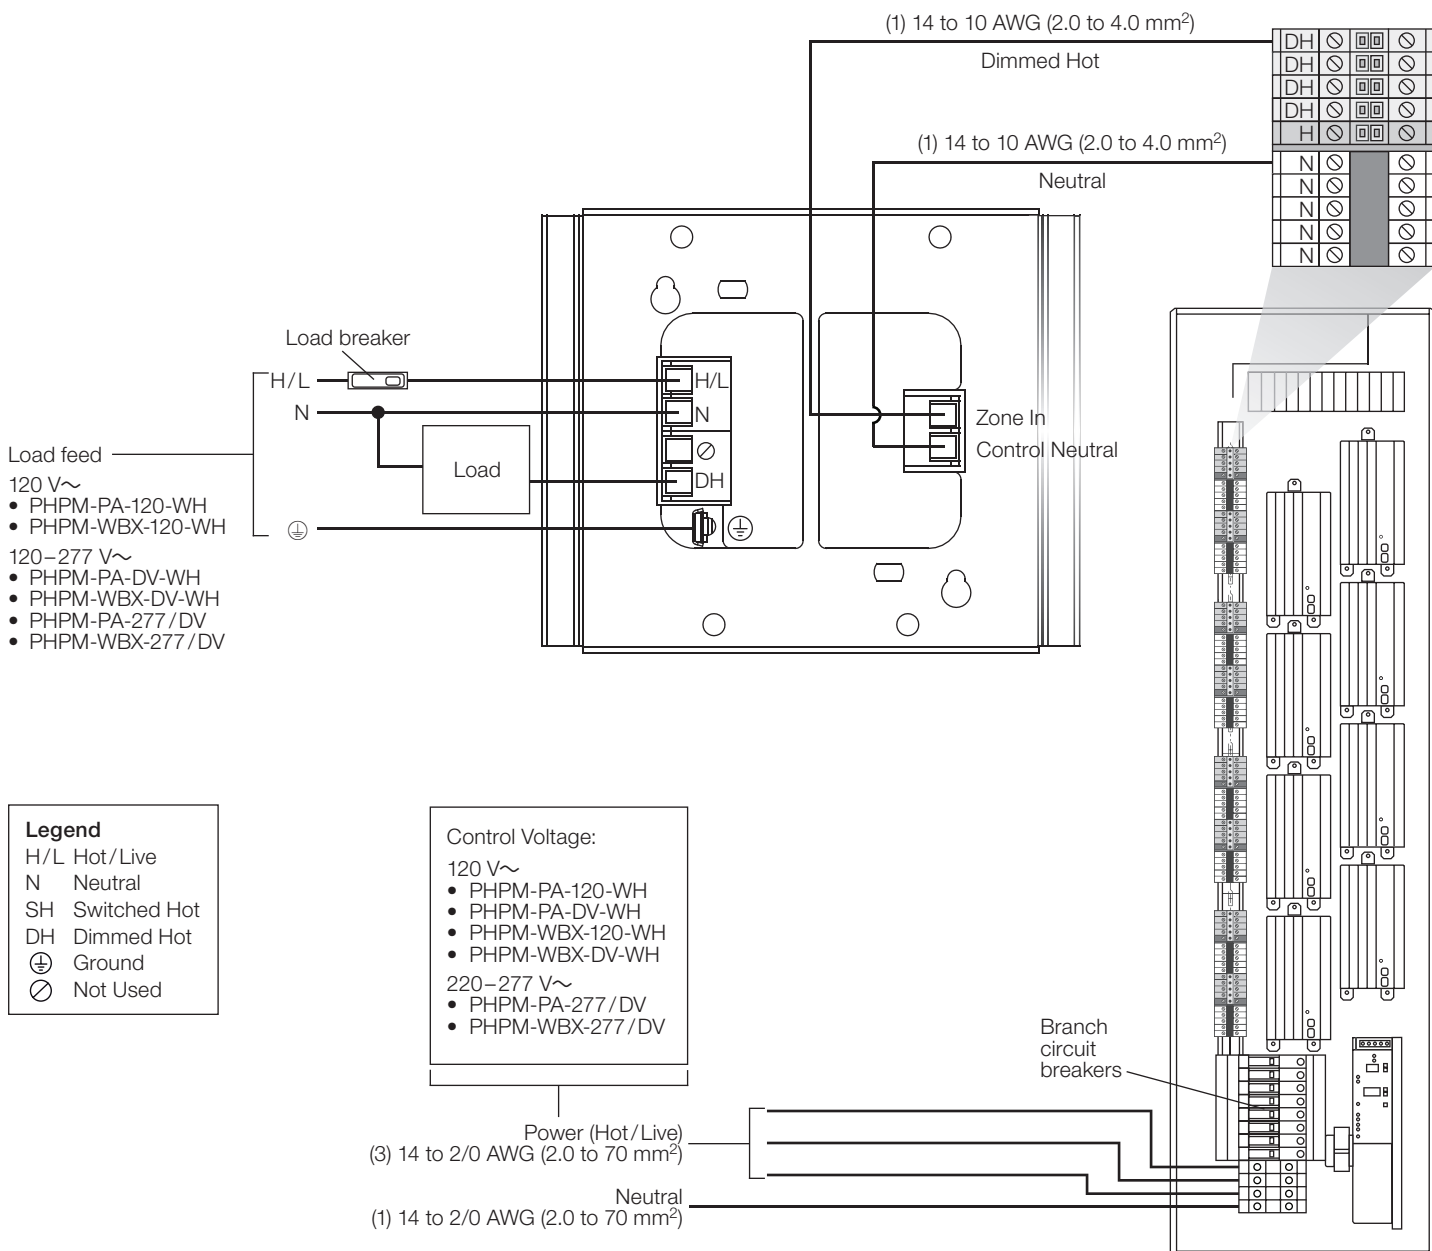 (1) 14 to 10 AWG (2.0 to 4.0 mm²)
Dimmed Hot
DH
DH
DH
DH
H
(1) 14 to 10 AWG (2.0 to 4.0 mm²)
Neutral
N
N
N
N
N
Load breaker
H/L
H/L
N
N
Zone In
Control Neutral
Load
DH
Load feed
120 V~
• PHPM-PA-120-WH
• PHPM-WBX-120-WH
120–277 V~
• PHPM-PA-DV-WH
• PHPM-WBX-DV-WH
• PHPM-PA-277/DV
• PHPM-WBX-277/DV
Legend
H/L Hot/Live
N Neutral
SH Switched Hot
DH Dimmed Hot
Ground
Not Used
Control Voltage:
120 V~
• PHPM-PA-120-WH
• PHPM-PA-DV-WH
• PHPM-WBX-120-WH
• PHPM-WBX-DV-WH
220–277 V~
• PHPM-PA-277/DV
• PHPM-WBX-277/DV
Branch
circuit
breakers
Power (Hot/Live)
(3) 14 to 2/0 AWG (2.0 to 70 mm²)
Neutral
(1) 14 to 2/0 AWG (2.0 to 70 mm²)